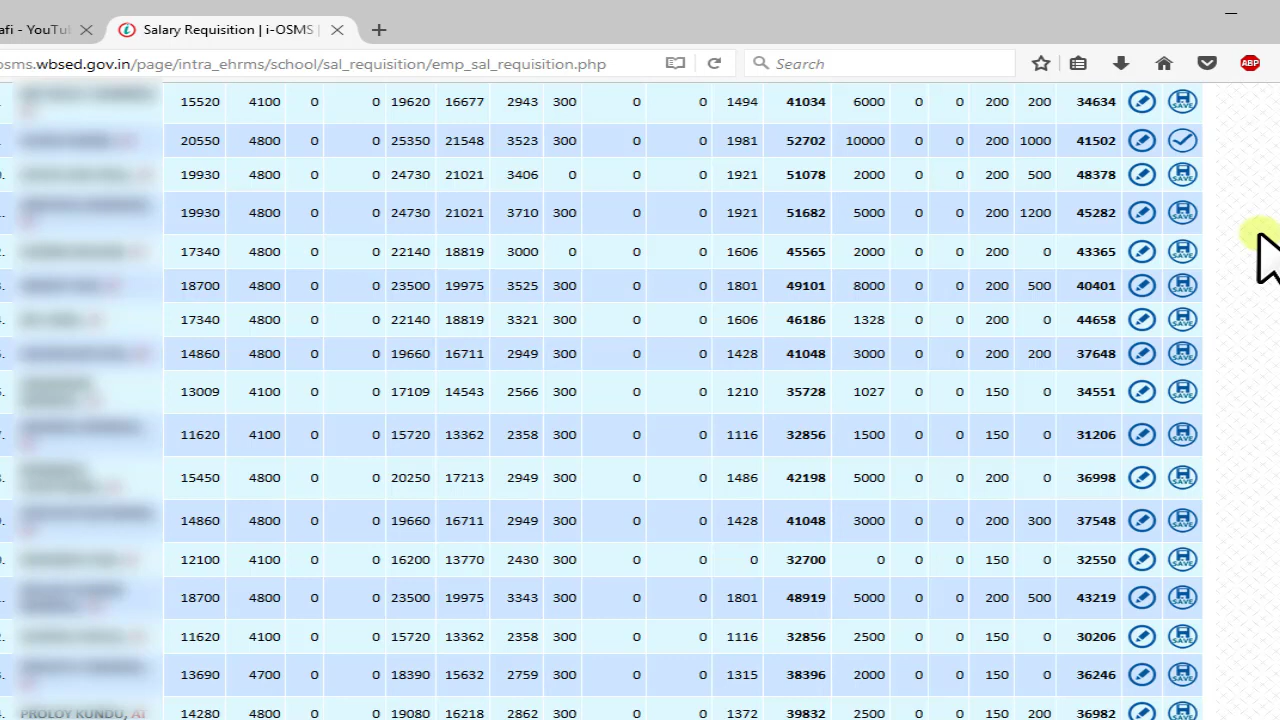 afi - YouTu
Salary Requisition | i-OSMS |
osms.wbsed.gov.in/page/intra_ehrms/school/sal_requisition/emp_sal_requisition.php
Search
ABP
15520 4100 0 0 19620 16677 2943 300 0 0 1494 41034 6000 0 0 200 200 34634 SAVE
20550 4800 0 0 25350 21548 3523 300 0 0 1981 52702 10000 0 0 200 1000 41502
19930 4800 0 0 24730 21021 3406 0 0 0 1921 51078 2000 0 0 200 500 48378 SAVE
19930 4800 0 0 24730 21021 3710 300 0 0 1921 51682 5000 0 0 200 1200 45282 SAVE
17340 4800 0 0 22140 18819 3000 0 0 0 1606 45565 2000 0 0 200 0 43365 SAVE
18700 4800 0 0 23500 19975 3525 300 0 0 1801 49101 8000 0 0 200 500 40401 SAVE
17340 4800 0 0 22140 18819 3321 300 0 0 1606 46186 1328 0 0 200 0 44658 SAVE
14860 4800 0 0 19660 16711 2949 300 0 0 1428 41048 3000 0 0 200 200 37648 SAVE
13009 4100 0 0 17109 14543 2566 300 0 0 1210 35728 1027 0 0 150 0 34551 SAVE
11620 4100 0 0 15720 13362 2358 300 0 0 1116 32856 1500 0 0 150 0 31206 SAVE
15450 4800 0 0 20250 17213 2949 300 0 0 1486 42198 5000 0 0 200 0 36998 SAVE
14860 4800 0 0 19660 16711 2949 300 0 0 1428 41048 3000 0 0 200 300 37548 SAVE
12100 4100 0 0 16200 13770 2430 300 0 0 0 32700 0 0 0 150 0 32550 SAVE
18700 4800 0 0 23500 19975 3343 300 0 0 1801 48919 5000 0 0 200 500 43219 SAVE
11620 4100 0 0 15720 13362 2358 300 0 0 1116 32856 2500 0 0 150 0 30206 SAVE
13690 4700 0 0 18390 15632 2759 300 0 0 1315 38396 2000 0 0 150 0 36246 SAVE
PROLOY KUNDU, AI 14280 4800 0 0 19080 16218 2862 300 0 0 1372 39832 2500 0 0 150 200 36982